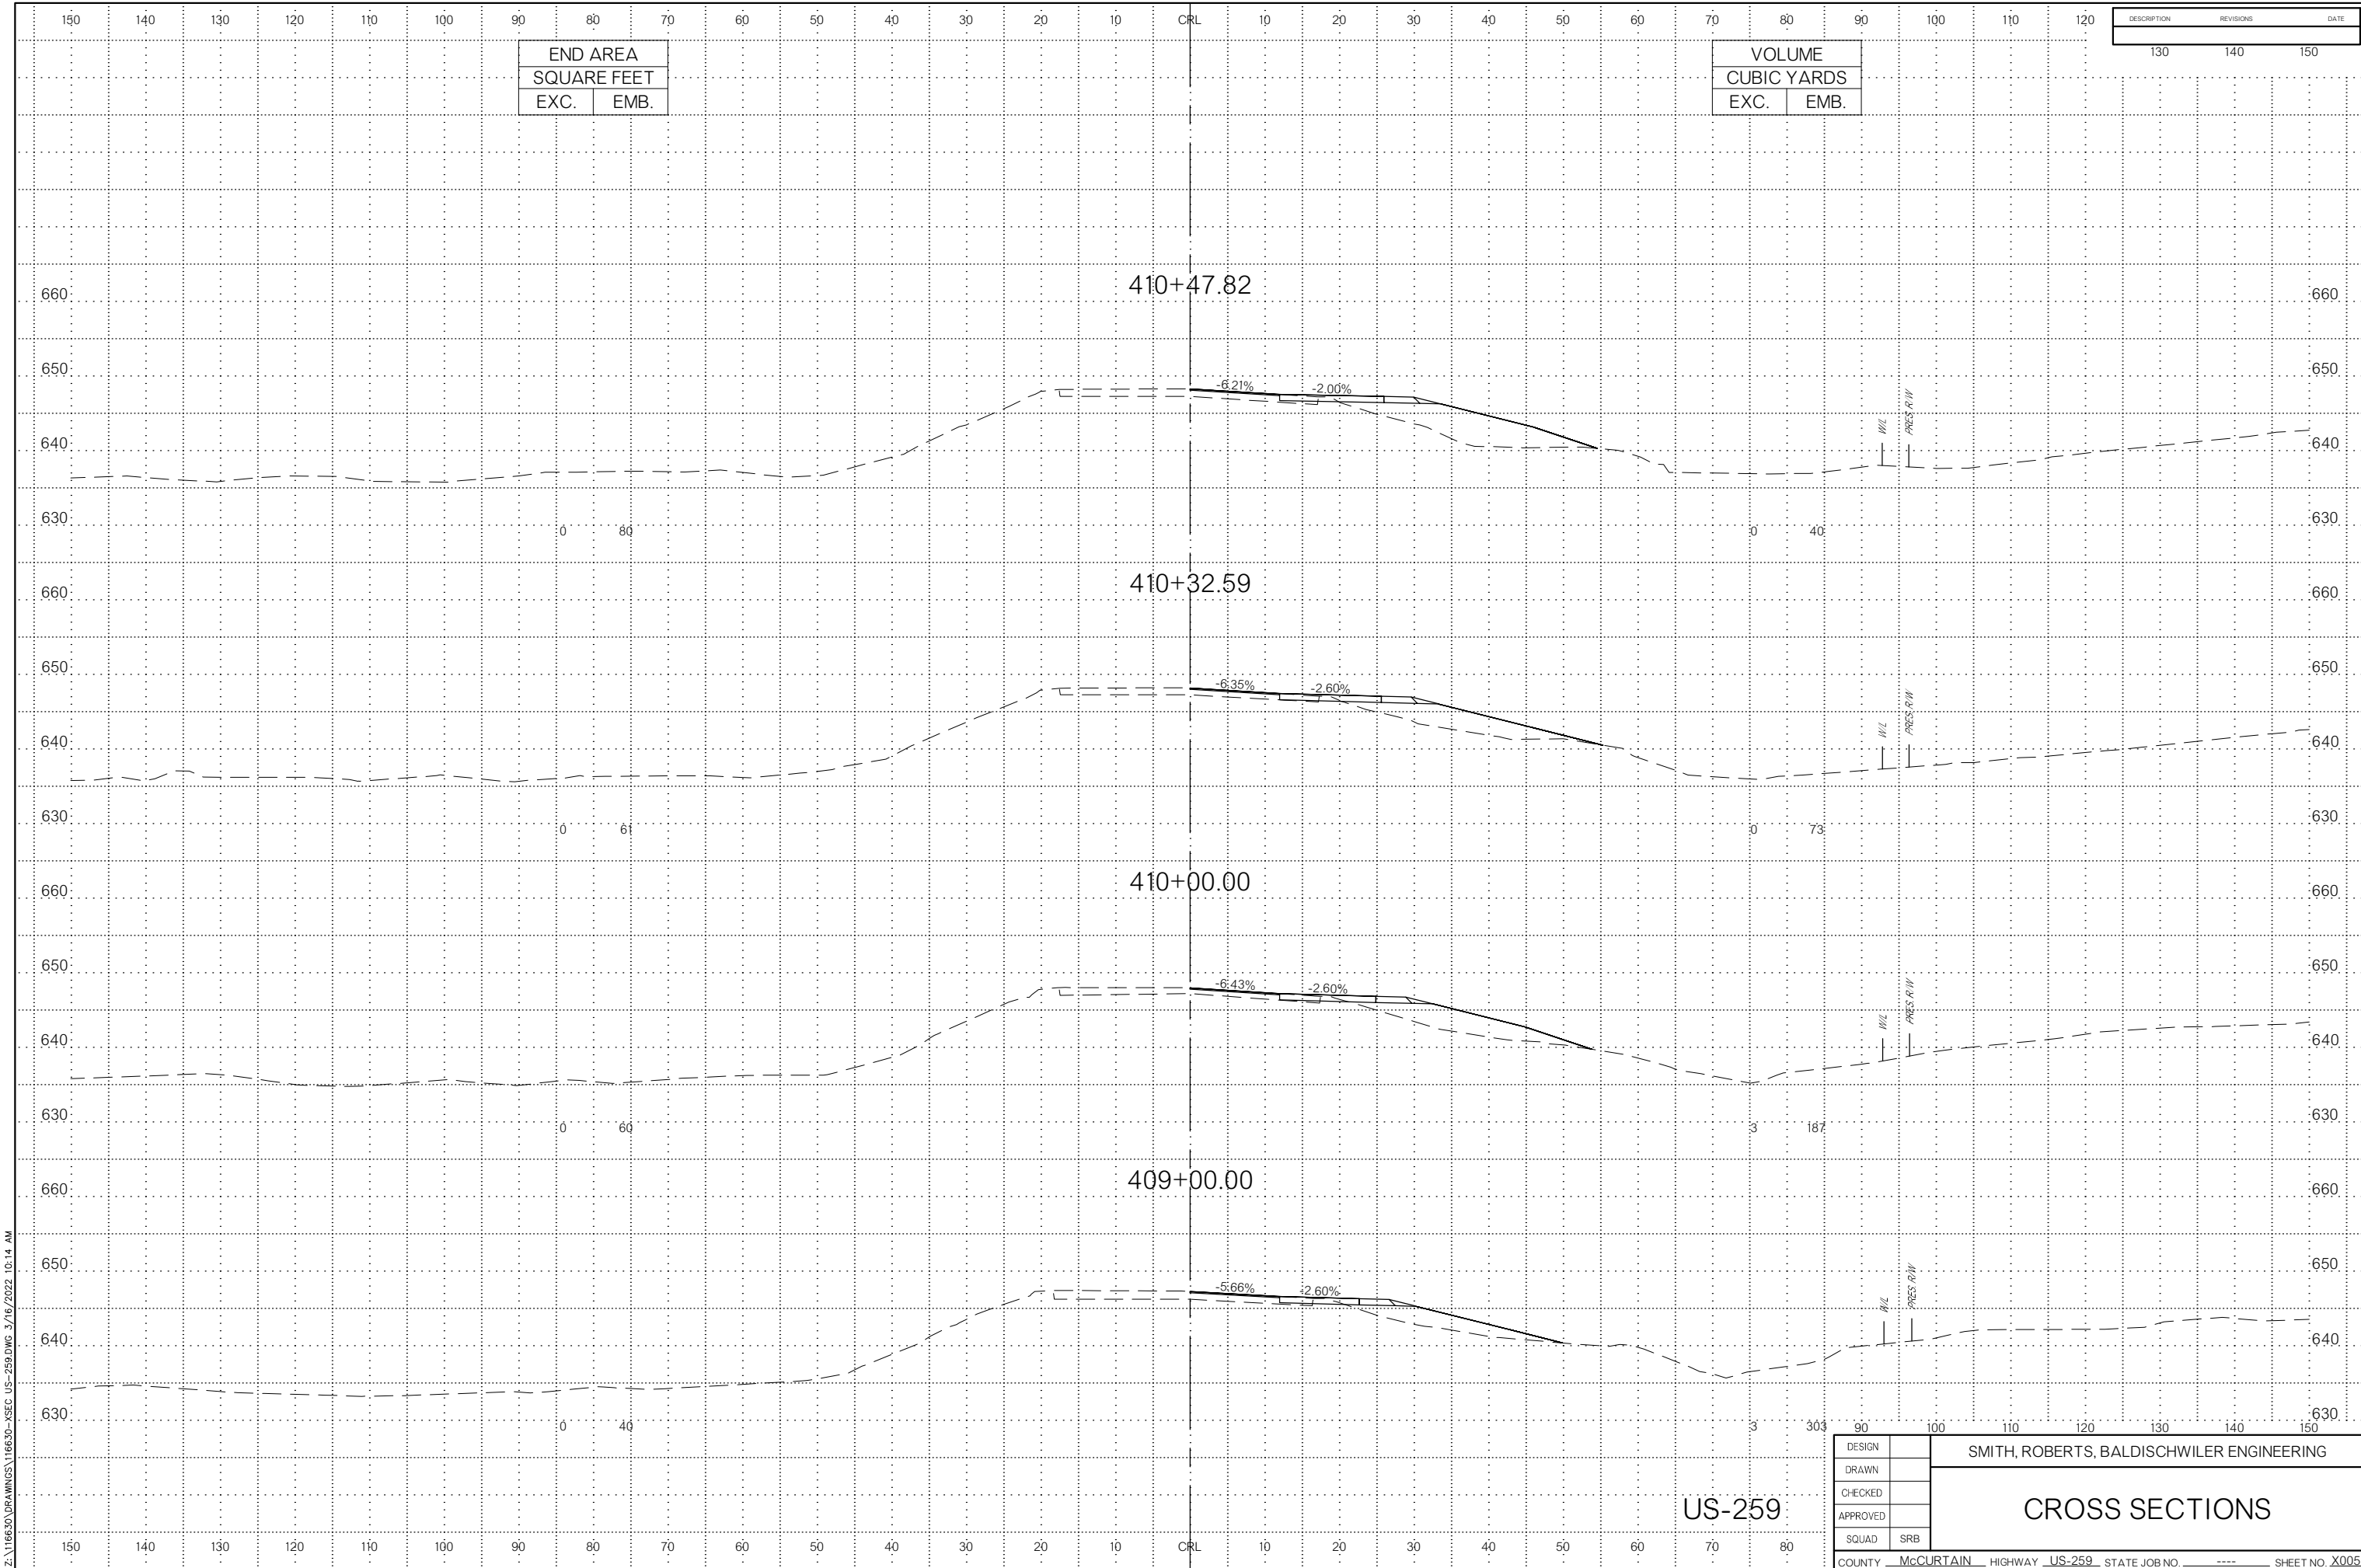 150 140 130 120 110 100 90 80 70 60 50 40 30 20 10 CRL 10 20 30 40 50 60 70 80 90 100 110 120
DESCRIPTION REVISIONS DATE
130 140 150
END AREA
SQUARE FEET
EXC. EMB.
VOLUME
CUBIC YARDS
EXC. EMB.
410+47.82
660 660
650 650
-6.21% -2.00%
W/L PRES. R/W
640 640
630 630
0 80 0 40
410+32.59
660 660
650 650
-6.35% -2.60%
W/L PRES. R/W
640 640
630 630
0 61 0 73
410+00.00
660 660
650 650
-6.43% -2.60%
W/L PRES. R/W
640 640
630 630
0 60 3 187
409+00.00
660 660
650 650
-5.66% -2.60%
W/L PRES. R/W
640 640
630 630
0 40 3 303
90 100 110 120 130 140 150
US-259
DESIGN
DRAWN
CHECKED
APPROVED
SQUAD SRB
SMITH, ROBERTS, BALDISCHWILER ENGINEERING
CROSS SECTIONS
150 140 130 120 110 100 90 80 70 60 50 40 30 20 10 CRL 10 20 30 40 50 60 70 80
COUNTY McCURTAIN HIGHWAY US-259 STATE JOB NO. ---- SHEET NO. X005
Z:\116630\DRAWINGS\116630-XSEC US-259.DWG 3/16/2022 10:14 AM